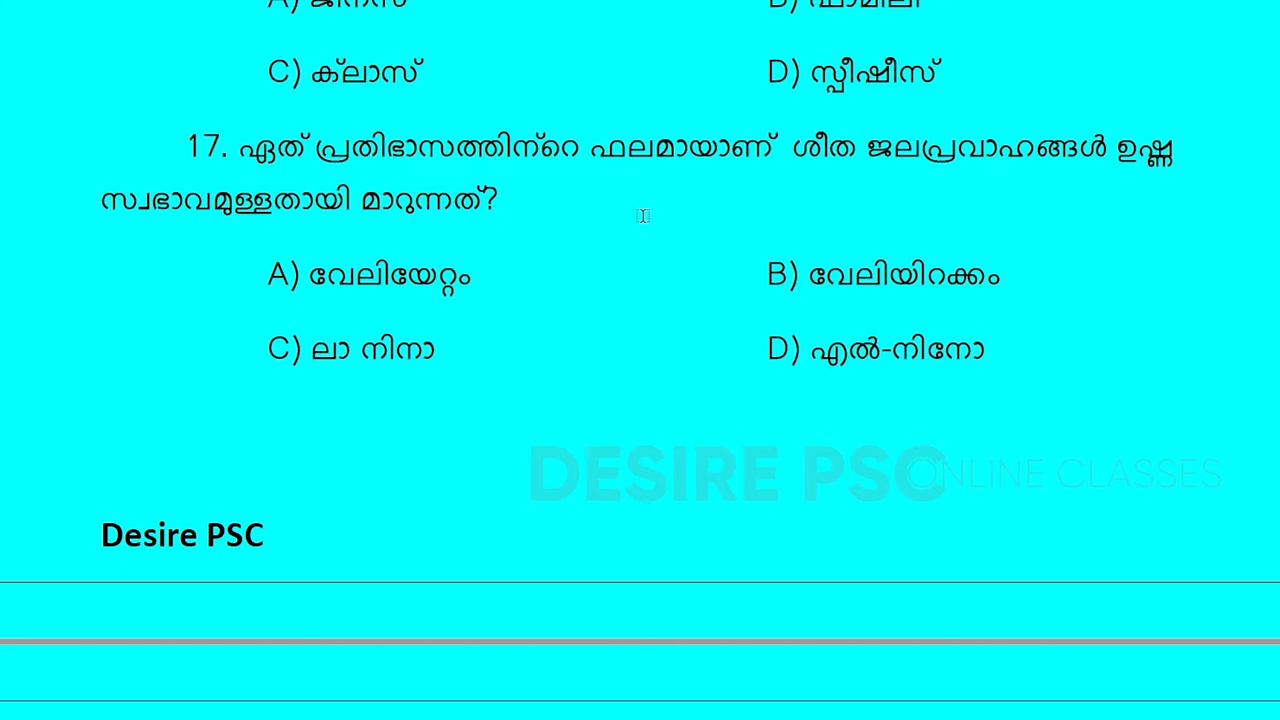 A) ജീനസ് B) ഫാമിലി
C) ക്ലാസ് D) സ്പീഷീസ്
17. ഏത് പ്രതിഭാസത്തിന്റെ ഫലമായാണ് ശീത ജലപ്രവാഹങ്ങൾ ഉഷ്ണ
സ്വഭാവമുള്ളതായി മാറുന്നത്?
A) വേലിയേറ്റം B) വേലിയിറക്കം
C) ലാ നിനാ D) എൽ-നിനോ
DESIRE PSC ONLINE CLASSES
Desire PSC